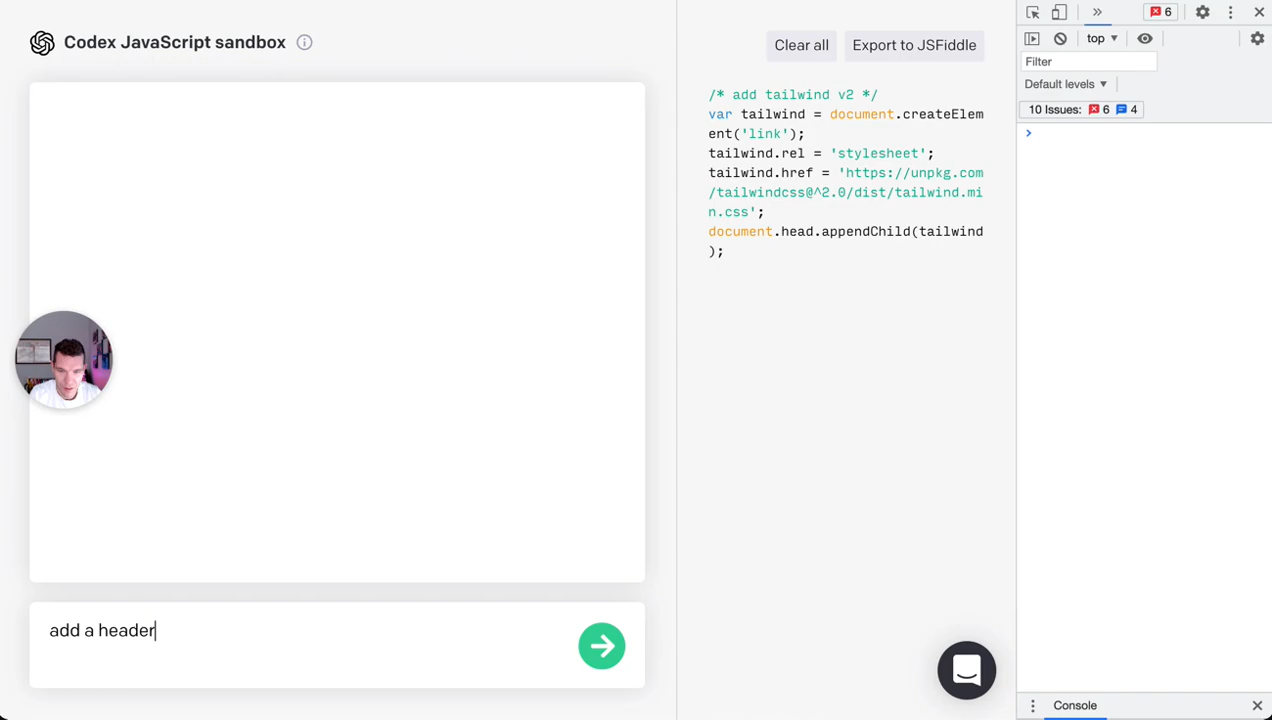 Codex JavaScript sandbox
Clear all
Export to JSFiddle
/* add tailwind v2 */
var tailwind = document.createElem
ent('link');
tailwind.rel = 'stylesheet';
tailwind.href = 'https://unpkg.com
/tailwindcss@^2.0/dist/tailwind.mi
n.css';
document.head.appendChild(tailwind
);
add a header
6
top
Filter
Default levels
10 Issues: 6 4
Console